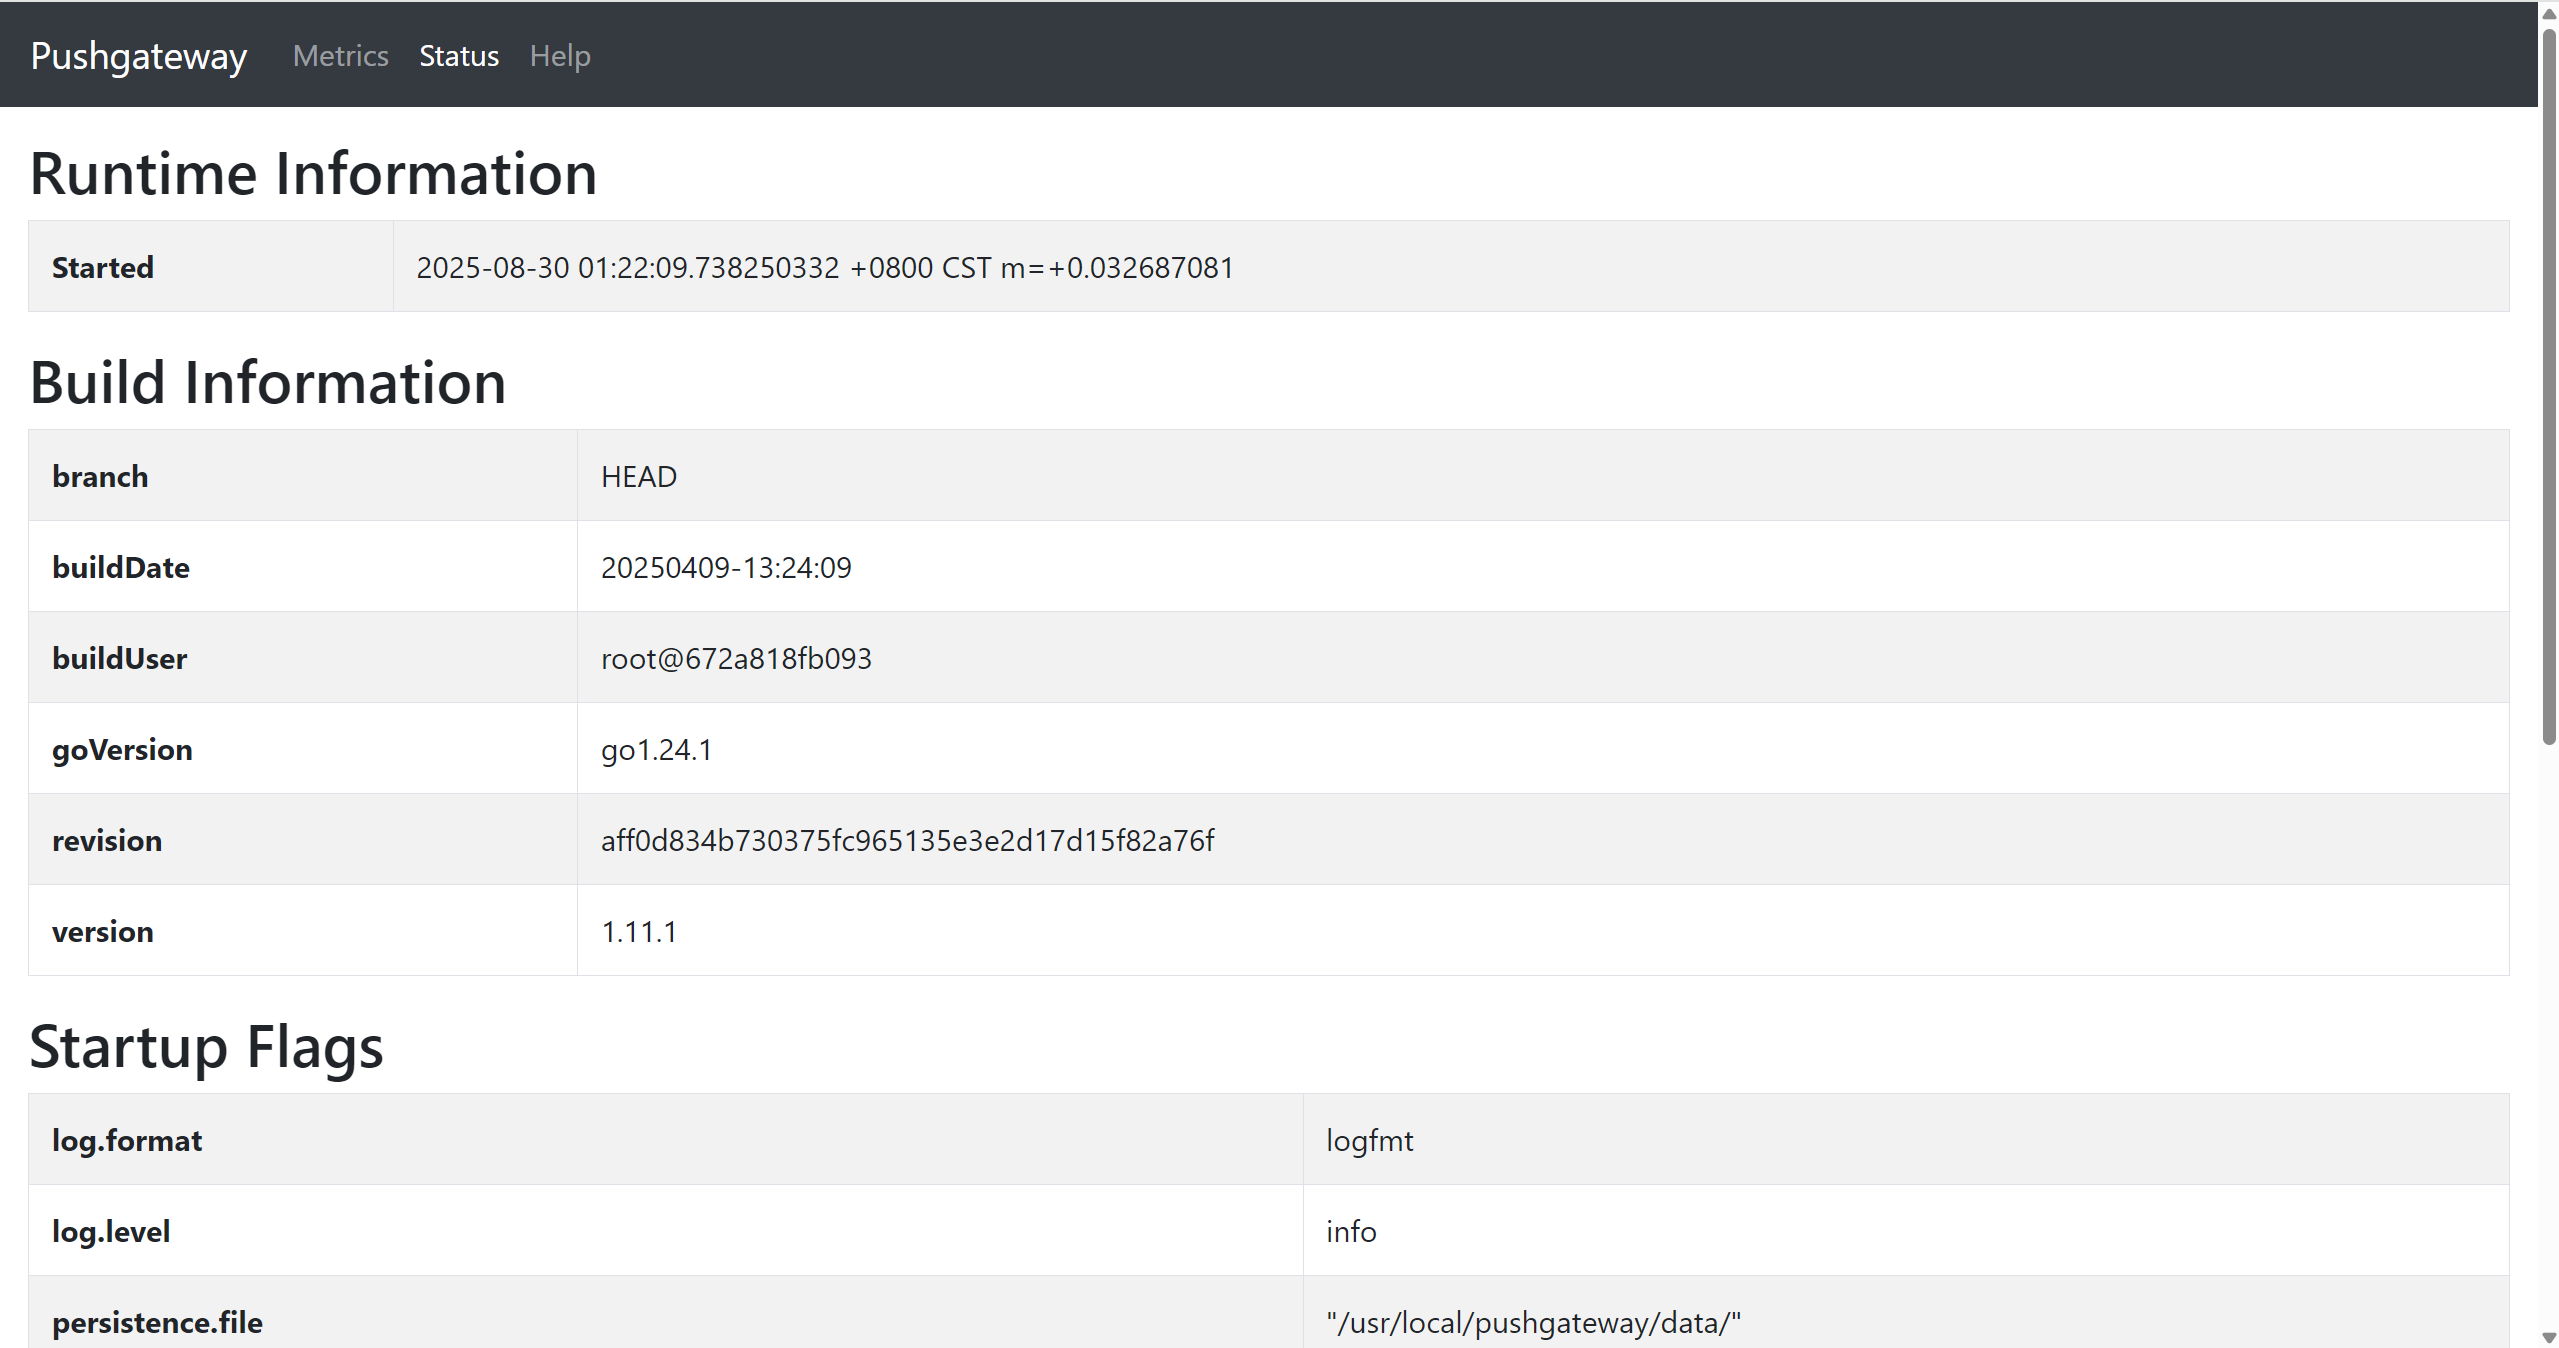 Pushgateway Metrics Status Help
Runtime Information
Started 2025-08-30 01:22:09.738250332 +0800 CST m=+0.032687081
Build Information
branch HEAD
buildDate 20250409-13:24:09
buildUser root@672a818fb093
goVersion go1.24.1
revision aff0d834b730375fc965135e3e2d17d15f82a76f
version 1.11.1
Startup Flags
log.format logfmt
log.level info
persistence.file "/usr/local/pushgateway/data/"